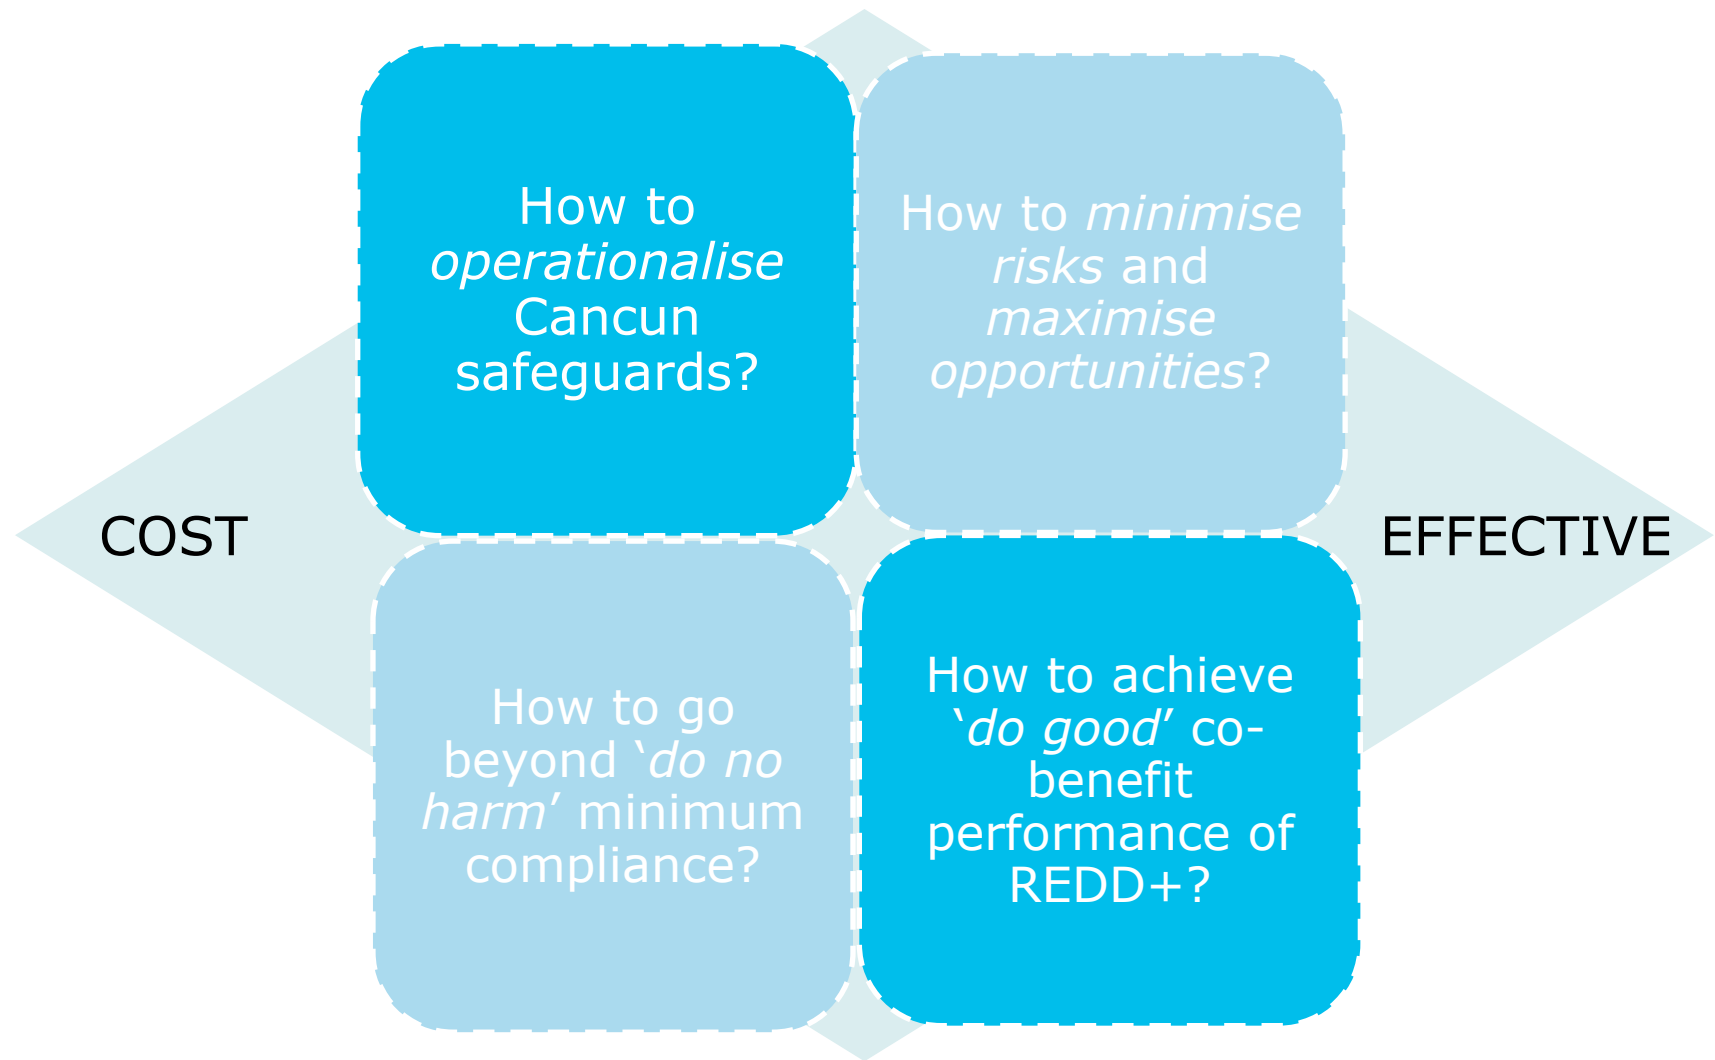 How to
operationalise
Cancun
safeguards?
How to minimise
risks and
maximise
opportunities?
COST
EFFECTIVE
How to go
beyond ‘do no
harm’ minimum
compliance?
How to achieve
‘do good’ co-
benefit
performance of
REDD+?